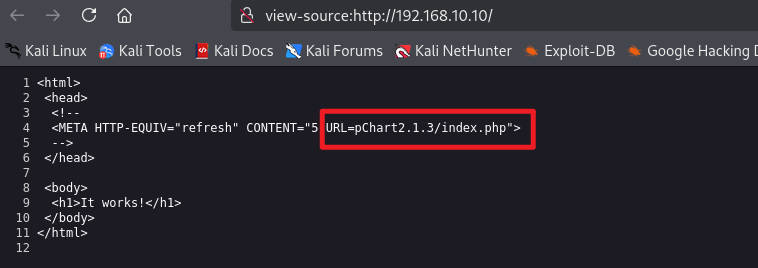 view-source:http://192.168.10.10/
Kali Linux Kali Tools Kali Docs Kali Forums Kali NetHunter Exploit-DB Google Hacking D
1 <html>
2 <head>
3 <!--
4 <META HTTP-EQUIV="refresh" CONTENT="5;URL=pChart2.1.3/index.php">
5 -->
6 </head>
7
8 <body>
9 <h1>It works!</h1>
10 </body>
11 </html>
12